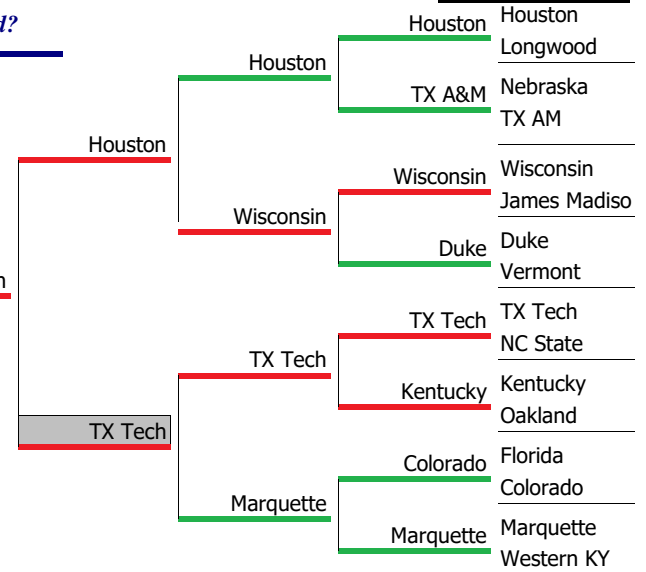 d?
Houston
Houston
Longwood
Houston
TX A&M
Nebraska
TX AM
Houston
Wisconsin
Wisconsin
James Madiso
Wisconsin
Duke
Duke
Vermont
n
TX Tech
TX Tech
NC State
TX Tech
Kentucky
Kentucky
Oakland
TX Tech
Colorado
Florida
Colorado
Marquette
Marquette
Marquette
Western KY